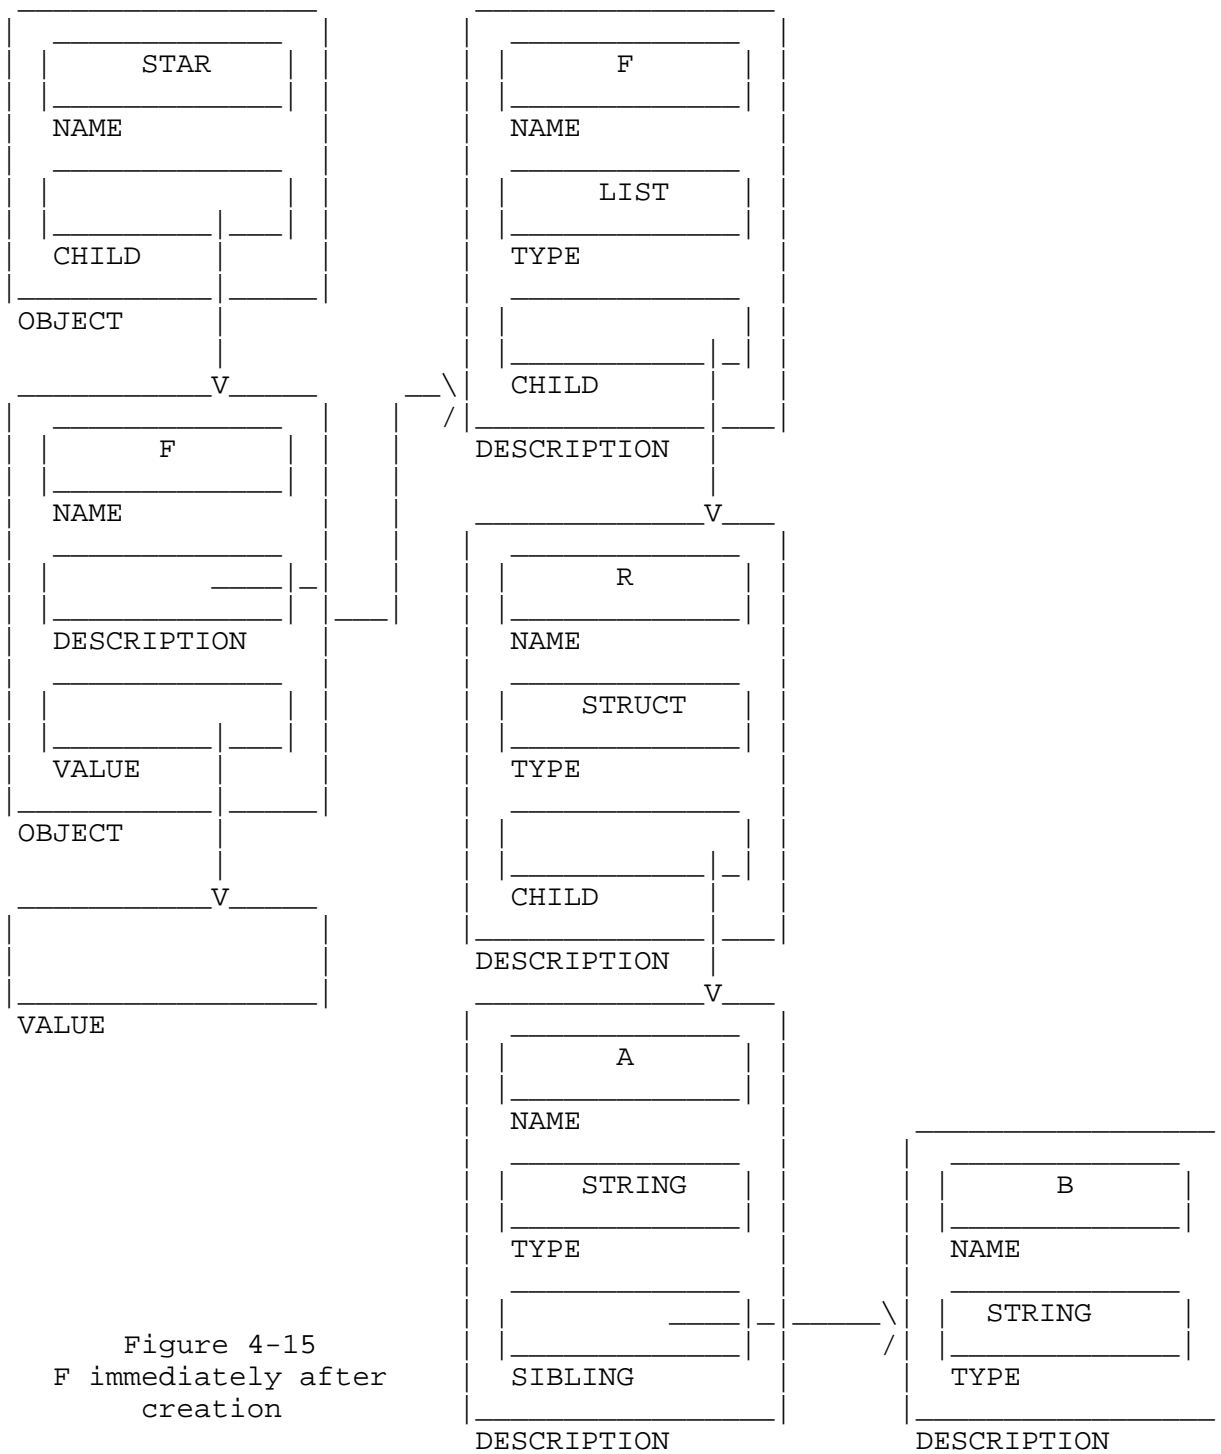 STAR
NAME
CHILD
OBJECT
F
NAME
DESCRIPTION
VALUE
OBJECT
VALUE
F
NAME
LIST
TYPE
CHILD
DESCRIPTION
R
NAME
STRUCT
TYPE
CHILD
DESCRIPTION
A
NAME
STRING
TYPE
SIBLING
DESCRIPTION
B
NAME
STRING
TYPE
DESCRIPTION
Figure 4-15
F immediately after
creation